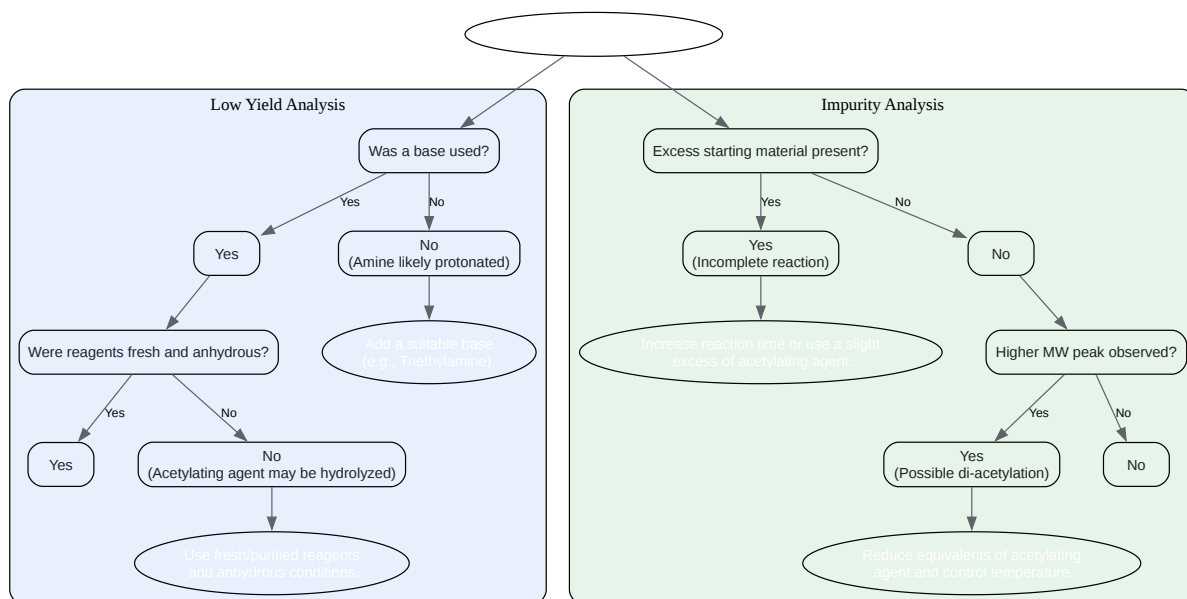 Low Yield Analysis
Impurity Analysis
Was a base used?
Excess starting material present?
Yes
No
Yes
No
Yes
No
(Amine likely protonated)
Yes
(Incomplete reaction)
No
Were reagents fresh and anhydrous?
Add a suitable base
(e.g., Triethylamine).
Increase reaction time or use a slight
excess of acetylating agent.
Higher MW peak observed?
Yes
No
Yes
No
Yes
No
(Acetylating agent may be hydrolyzed)
Yes
(Possible di-acetylation)
No
Use fresh/purified reagents
and anhydrous conditions.
Reduce equivalents of acetylating
agent and control temperature.